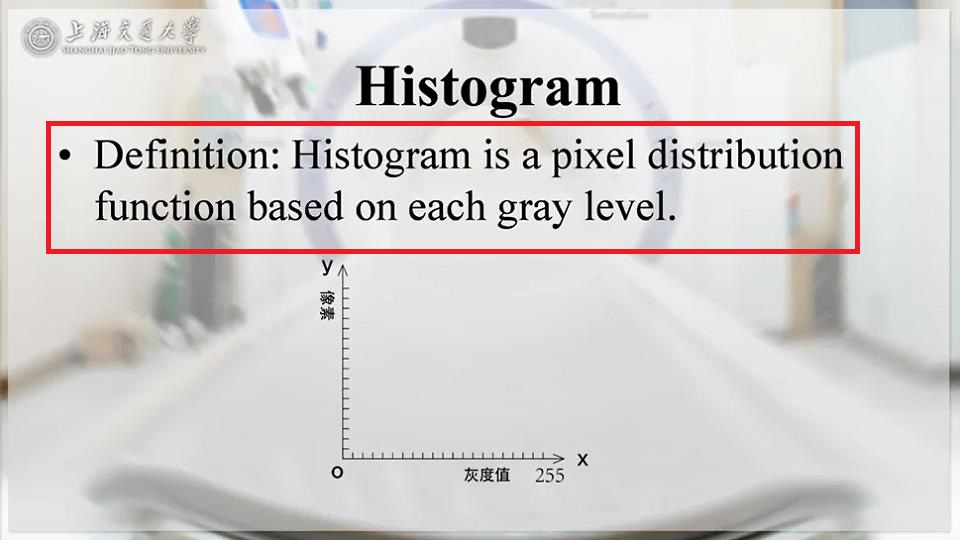 上海交通大学
SHANGHAI JIAO TONG UNIVERSITY
Histogram
• Definition: Histogram is a pixel distribution
function based on each gray level.
y
像素
O
灰度值 255
x